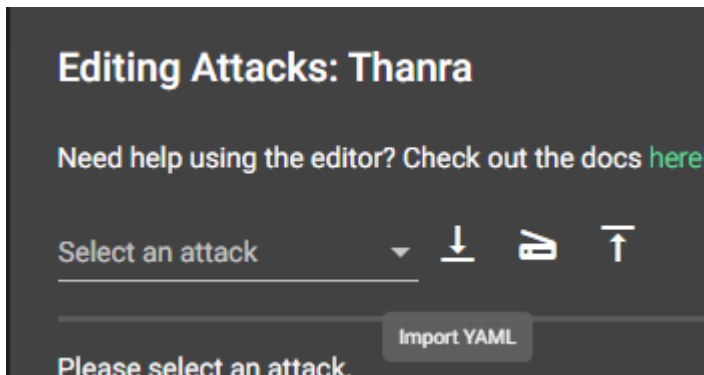 Editing Attacks: Thanra
Need help using the editor? Check out the docs here
Select an attack
Import YAML
Please select an attack.